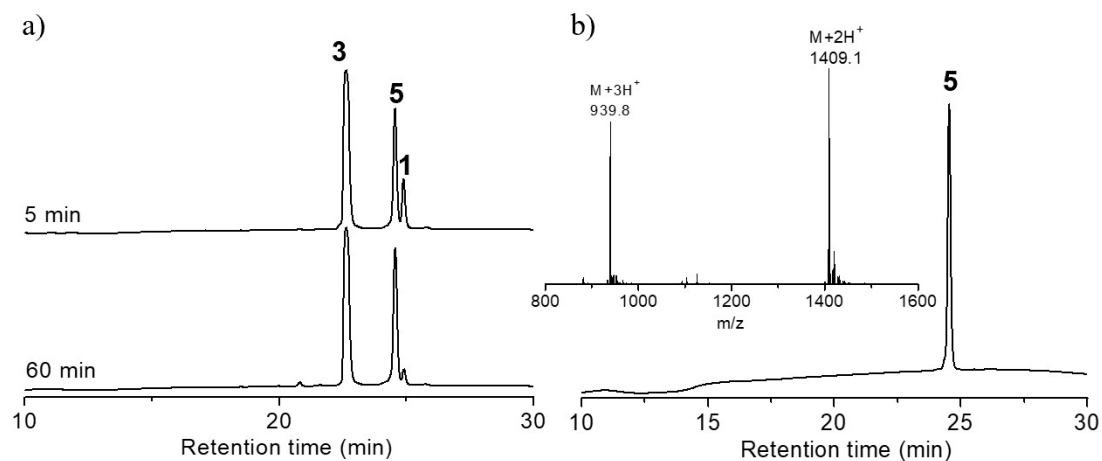 a)
3
5
1
5 min
60 min
10 20 30
Retention time (min)
b)
M+2H⁺
1409.1
M+3H⁺
939.8
5
800 1000 1200 1400 1600
m/z
10 15 20 25 30
Retention time (min)